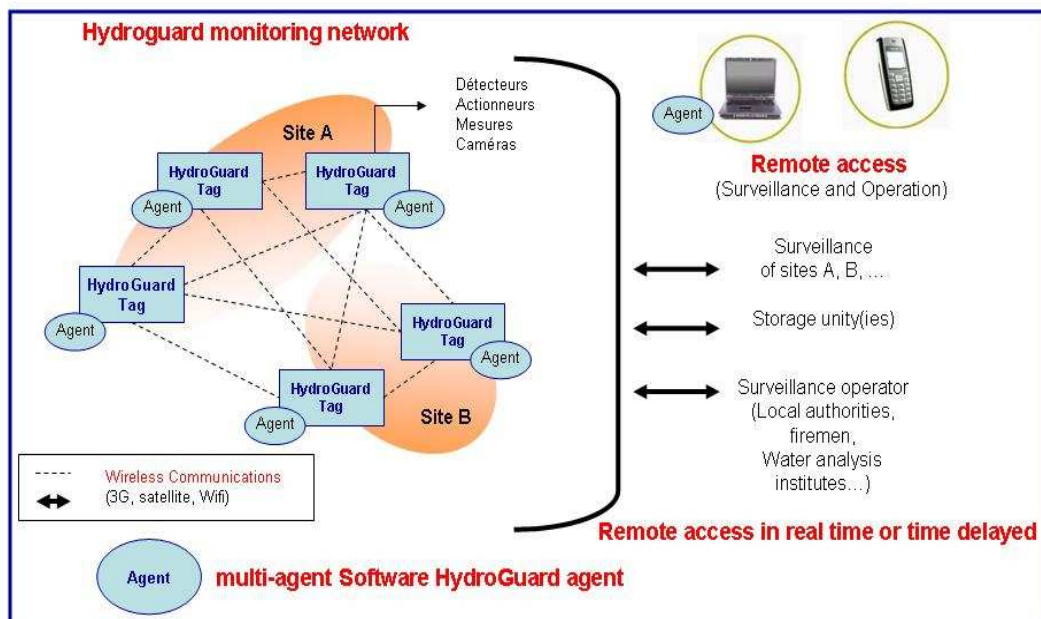 Hydroguard monitoring network
Détecteurs
Actionneurs
Mesures
Caméras
Site A
HydroGuard
Tag
Agent
HydroGuard
Tag
Agent
HydroGuard
Tag
Agent
HydroGuard
Tag
Agent
HydroGuard
Tag
Agent
Site B
Wireless Communications
(3G, satellite, Wifi)
Agent
multi-agent Software HydroGuard agent
Agent
Remote access
(Surveillance and Operation)
Surveillance
of sites A, B, ...
Storage unity(ies)
Surveillance operator
(Local authorities,
firemen,
Water analysis
institutes...)
Remote access in real time or time delayed